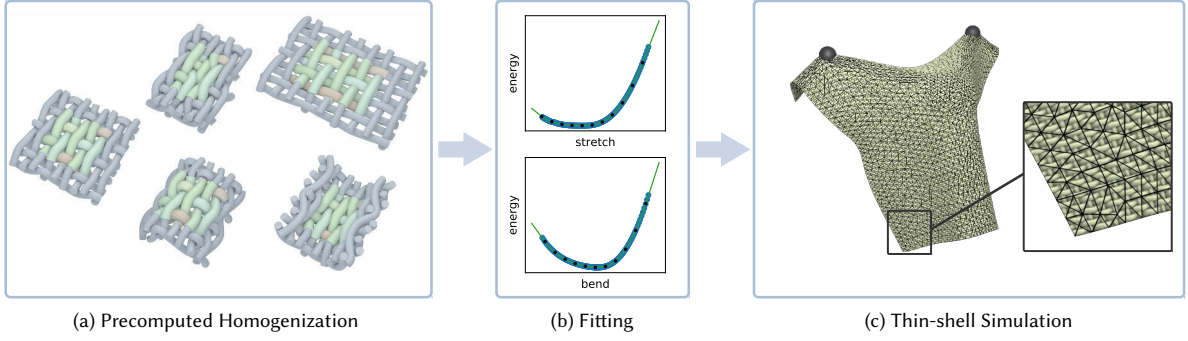 energy
stretch
energy
bend
(a) Precomputed Homogenization
(b) Fitting
(c) Thin-shell Simulation